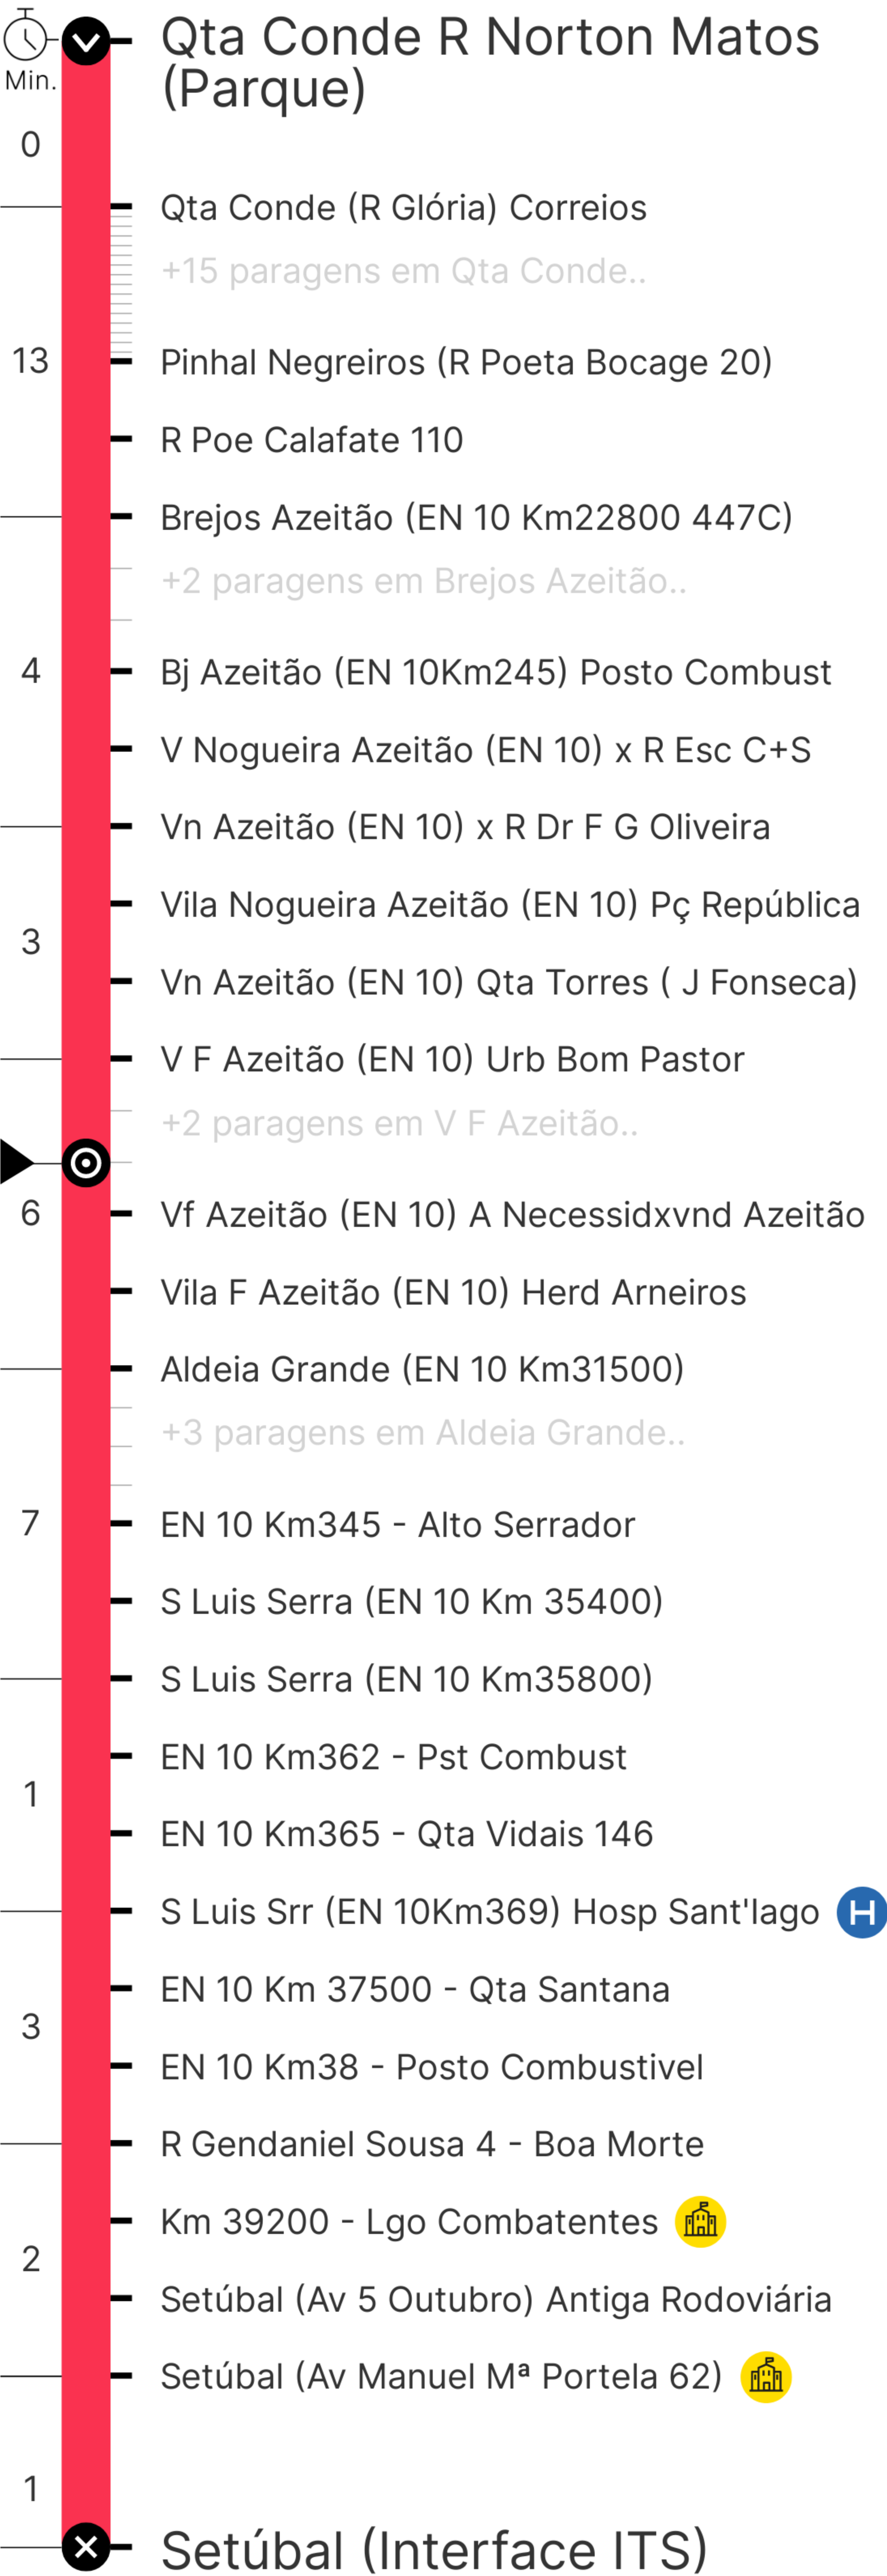 Qta Conde R Norton Matos
(Parque)
Min.
0
Qta Conde (R Glória) Correios
+15 paragens em Qta Conde..
13
Pinhal Negreiros (R Poeta Bocage 20)
R Poe Calafate 110
Brejos Azeitão (EN 10 Km22800 447C)
+2 paragens em Brejos Azeitão..
4
Bj Azeitão (EN 10Km245) Posto Combust
V Nogueira Azeitão (EN 10) x R Esc C+S
Vn Azeitão (EN 10) x R Dr F G Oliveira
Vila Nogueira Azeitão (EN 10) Pç República
3
Vn Azeitão (EN 10) Qta Torres ( J Fonseca)
V F Azeitão (EN 10) Urb Bom Pastor
+2 paragens em V F Azeitão..
6
Vf Azeitão (EN 10) A Necessidxvnd Azeitão
Vila F Azeitão (EN 10) Herd Arneiros
Aldeia Grande (EN 10 Km31500)
+3 paragens em Aldeia Grande..
7
EN 10 Km345 - Alto Serrador
S Luis Serra (EN 10 Km 35400)
S Luis Serra (EN 10 Km35800)
EN 10 Km362 - Pst Combust
1
EN 10 Km365 - Qta Vidais 146
S Luis Srr (EN 10Km369) Hosp Sant'Iago H
EN 10 Km 37500 - Qta Santana
3
EN 10 Km38 - Posto Combustivel
R Gendaniel Sousa 4 - Boa Morte
Km 39200 - Lgo Combatentes
2
Setúbal (Av 5 Outubro) Antiga Rodoviária
Setúbal (Av Manuel Mª Portela 62)
1
Setúbal (Interface ITS)